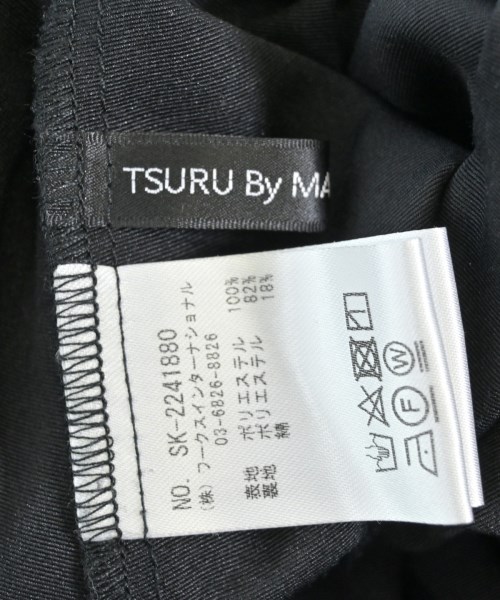 TSURU By MA
NO. SK-2241880
(株) ワークスインターナショナル
03-6826-8826
表地 ポリエステル 100%
裏地 ポリエステル 82%
綿 18%
F
W